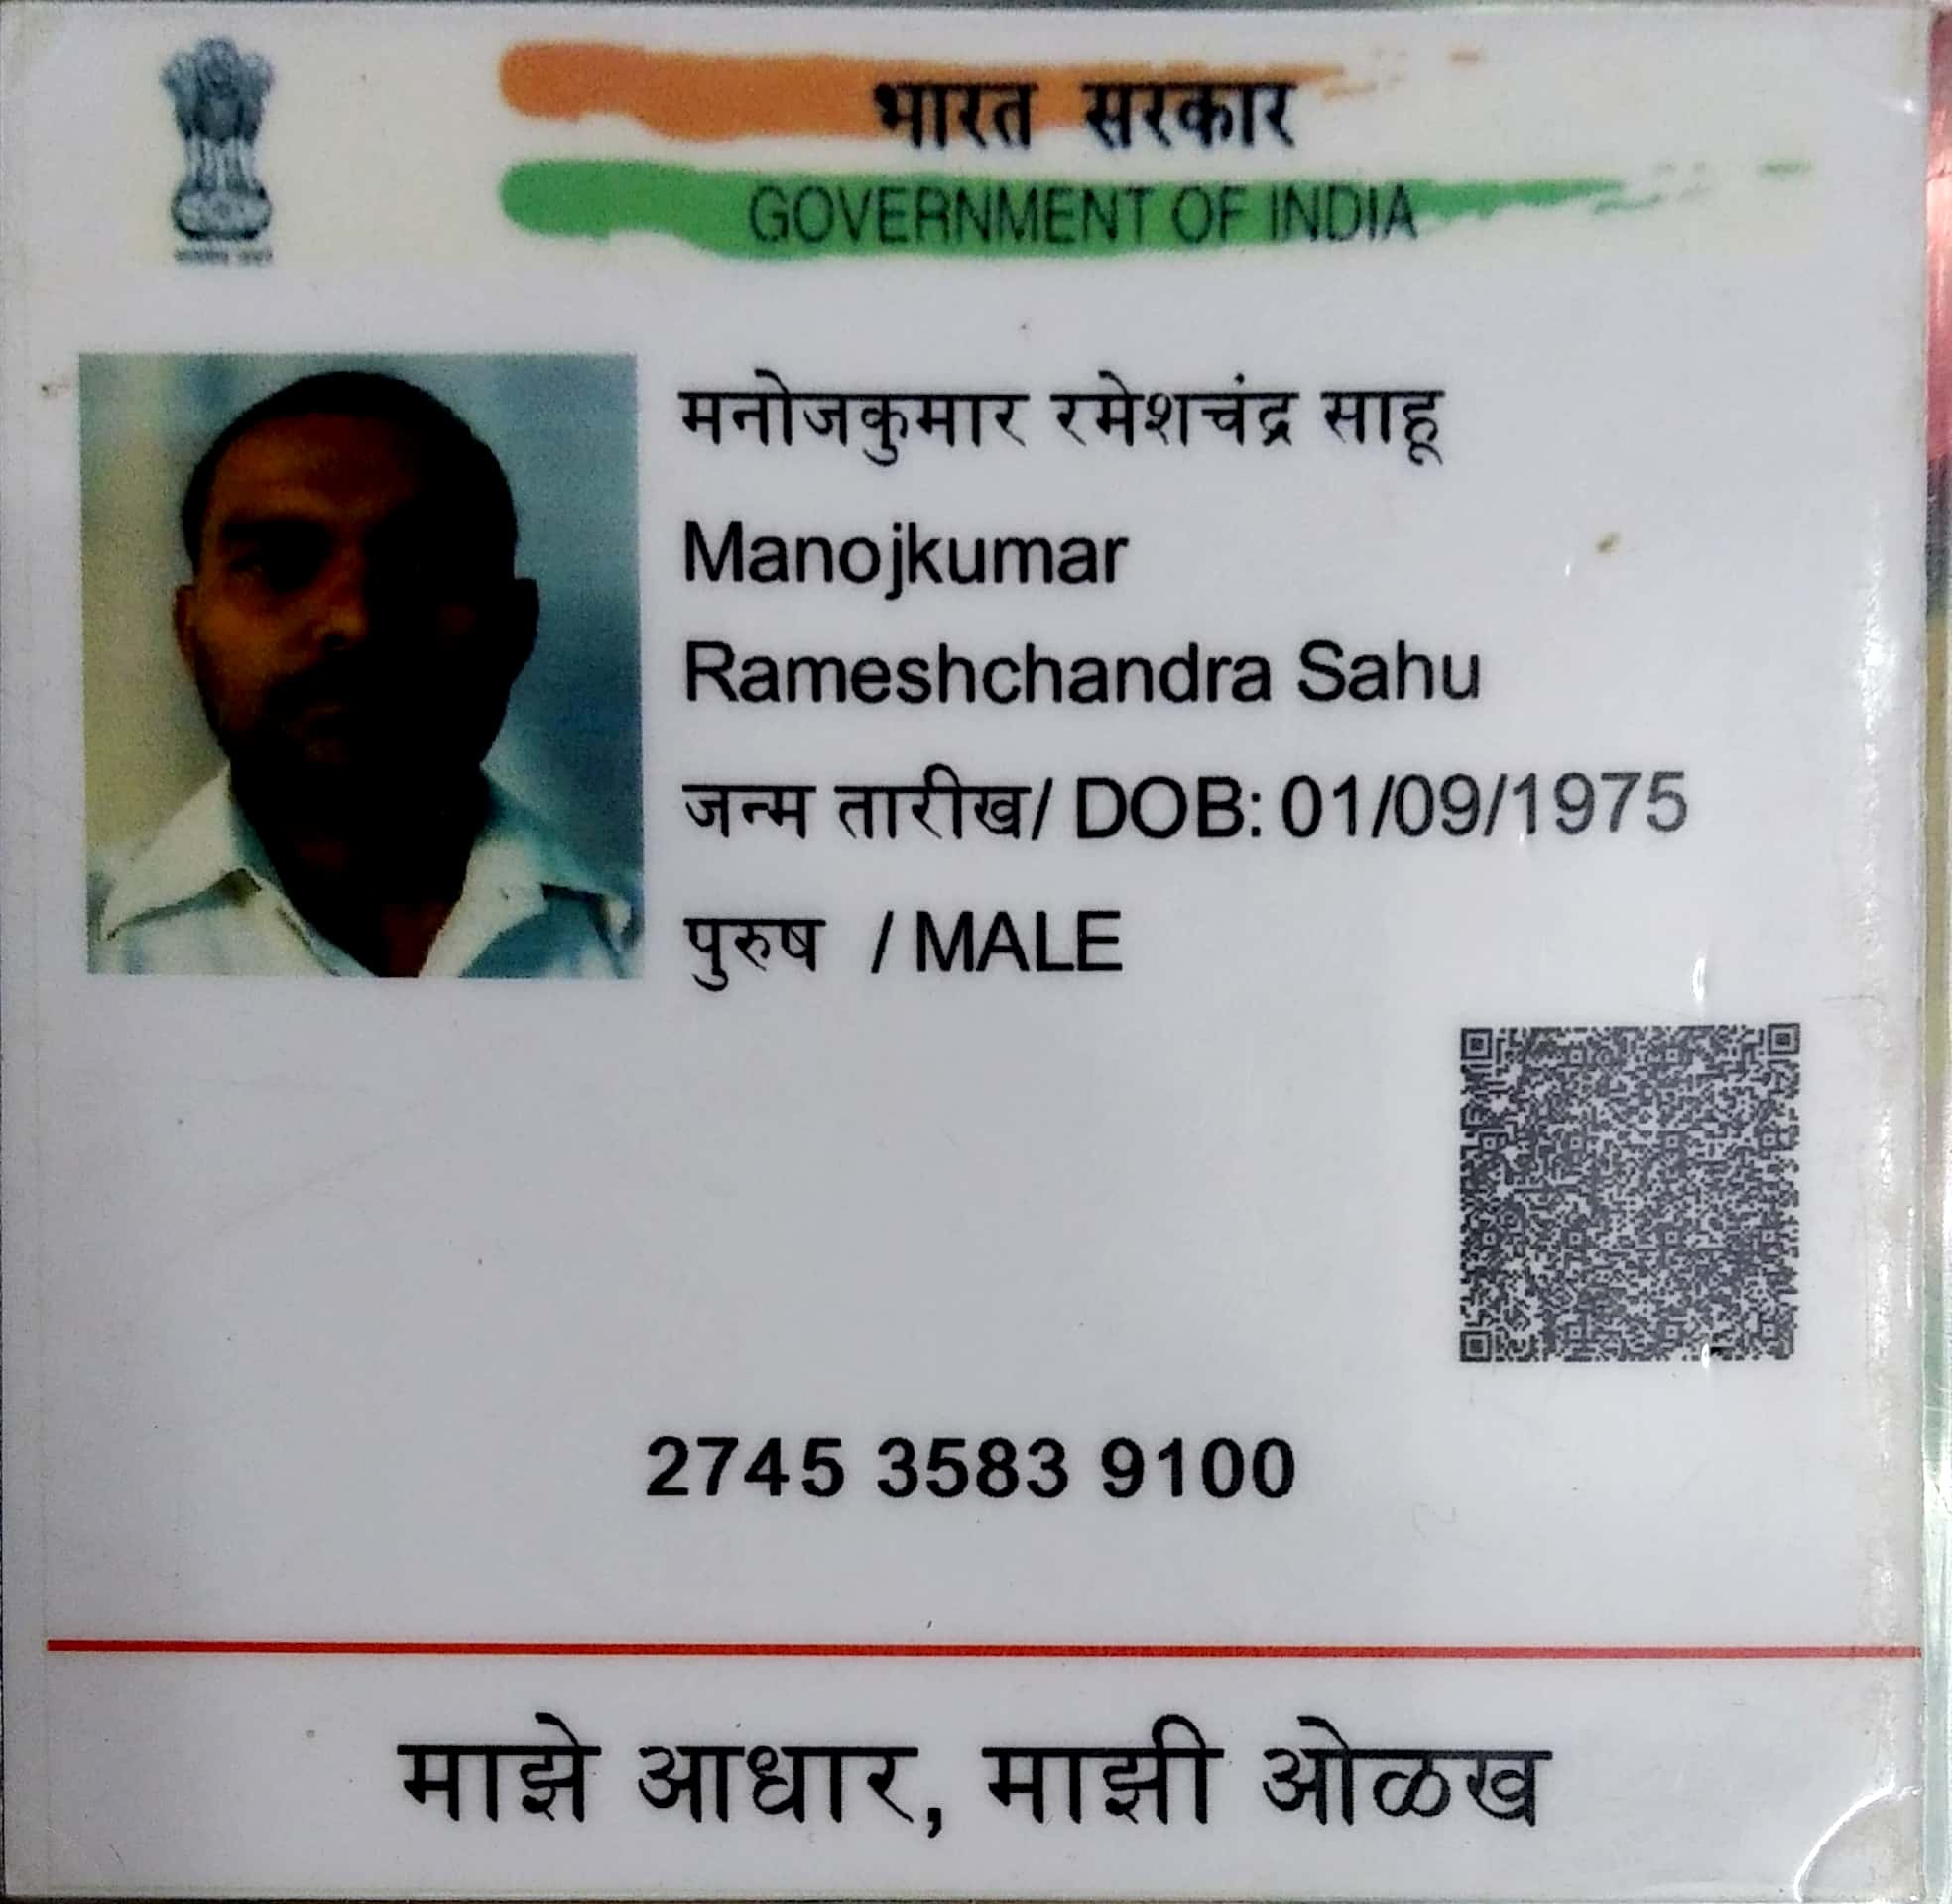 भारत सरकार
GOVERNMENT OF INDIA
मनोजकुमार रमेशचंद्र साहू
Manojkumar
Rameshchandra Sahu
जन्म तारीख/ DOB: 01/09/1975
पुरुष / MALE
2745 3583 9100
माझे आधार, माझी ओळख